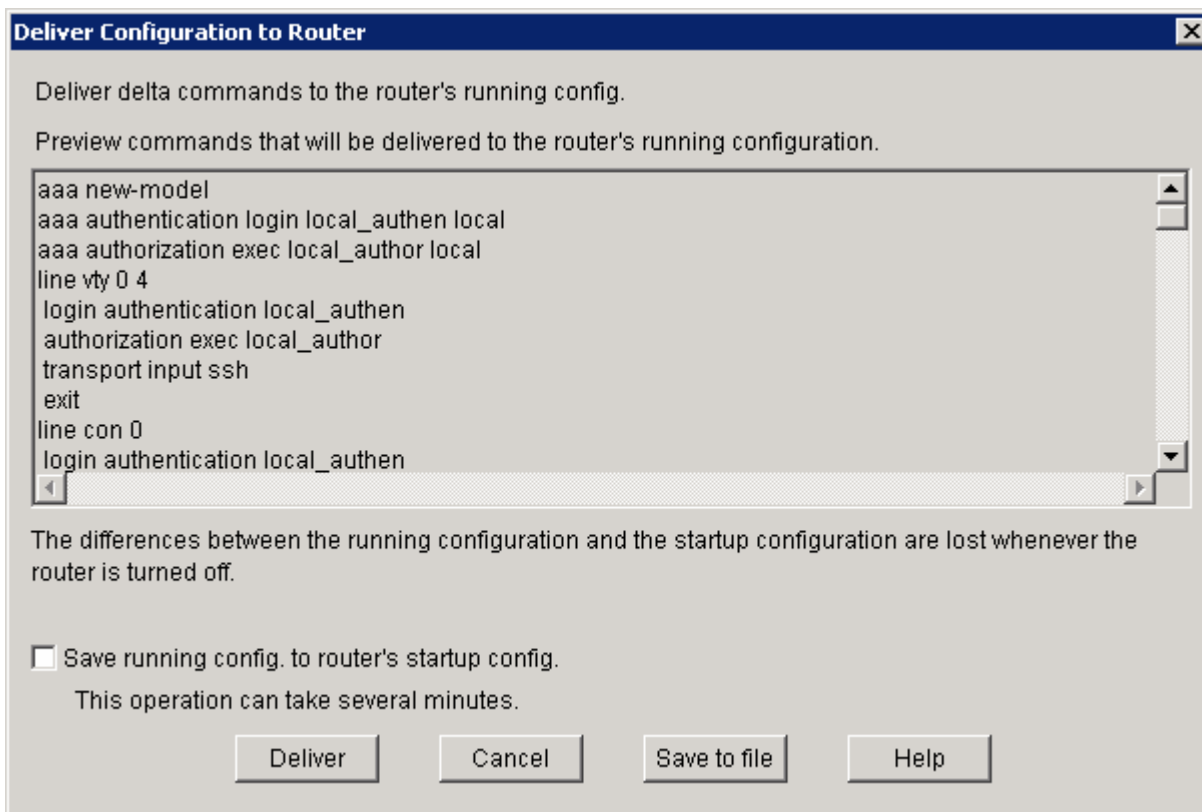 Deliver Configuration to Router
Deliver delta commands to the router's running config.
Preview commands that will be delivered to the router's running configuration.
aaa new-model
aaa authentication login local_authen local
aaa authorization exec local_author local
line vty 0 4
login authentication local_authen
authorization exec local_author
transport input ssh
exit
line con 0
login authentication local_authen
The differences between the running configuration and the startup configuration are lost whenever the
router is turned off.
Save running config. to router's startup config.
This operation can take several minutes.
Deliver Cancel Save to file Help